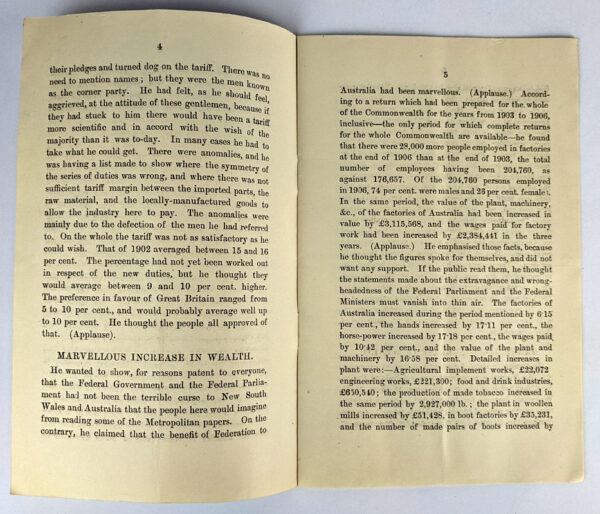 4
their pledges and turned dog on the tariff. There was no
need to mention names; but they were the men known
as the corner party. He had felt, as he should feel,
aggrieved, at the attitude of these gentlemen, because if
they had stuck to him there would have been a tariff
more scientific and in accord with the wish of the
majority than it was to-day. In many cases he had to
take what he could get. There were anomalies, and he
was having a list made to show where the symmetry of
the series of duties was wrong, and where there was not
sufficient tariff margin between the imported parts, the
raw material, and the locally-manufactured goods to
allow the industry here to pay. The anomalies were
mainly due to the defection of the men he had referred
to. On the whole the tariff was not as satisfactory as he
could wish. That of 1902 averaged between 15 and 16
per cent. The percentage had not yet been worked out
in respect of the new duties, but he thought they
would average between 9 and 10 per cent. higher.
The preference in favour of Great Britain ranged from
5 to 10 per cent., and would probably average well up
to 10 per cent. He thought the people all approved of
that. (Applause).
MARVELLOUS INCREASE IN WEALTH.
He wanted to show, for reasons patent to everyone,
that the Federal Government and the Federal Parlia-
ment had not been the terrible curse to New South
Wales and Australia that the people here would imagine
from reading some of the Metropolitan papers. On the
contrary, he claimed that the benefit of Federation to
5
Australia had been marvellous. (Applause.) Accord-
ing to a return which had been prepared for the whole
of the Commonwealth for the years from 1903 to 1906,
inclusive—the only period for which complete returns
for the whole Commonwealth are available—he found
that there were 28,000 more people employed in factories
at the end of 1906 than at the end of 1903, the total
number of employees having been 204,760, as
against 176,657. Of the 204,760 persons employed
in 1906, 74 per cent. were males and 26 per cent. females.
In the same period, the value of the plant, machinery,
&c., of the factories of Australia had been increased in
value by £3,115,568, and the wages paid for factory
work had been increased by £2,384,441 in the three
years. (Applause.) He emphasised those facts, because
he thought the figures spoke for themselves, and did not
want any support. If the public read them, he thought
the statements made about the extravagance and wrong-
headedness of the Federal Parliament and the Federal
Ministers must vanish into thin air. The factories of
Australia increased during the period mentioned by 6·15
per cent., the hands increased by 17·11 per cent., the
horse-power increased by 17·18 per cent., the wages paid
by 10·42 per cent., and the value of the plant and
machinery by 16·58 per cent. Detailed increases in
plant were:—Agricultural implement works, £22,072
engineering works, £221,300; food and drink industries,
£650,540; the production of made tobacco increased in
the same period by 2,927,000 lb.; the plant in woollen
mills increased by £51,428, in boot factories by £35,231,
and the number of made pairs of boots increased by